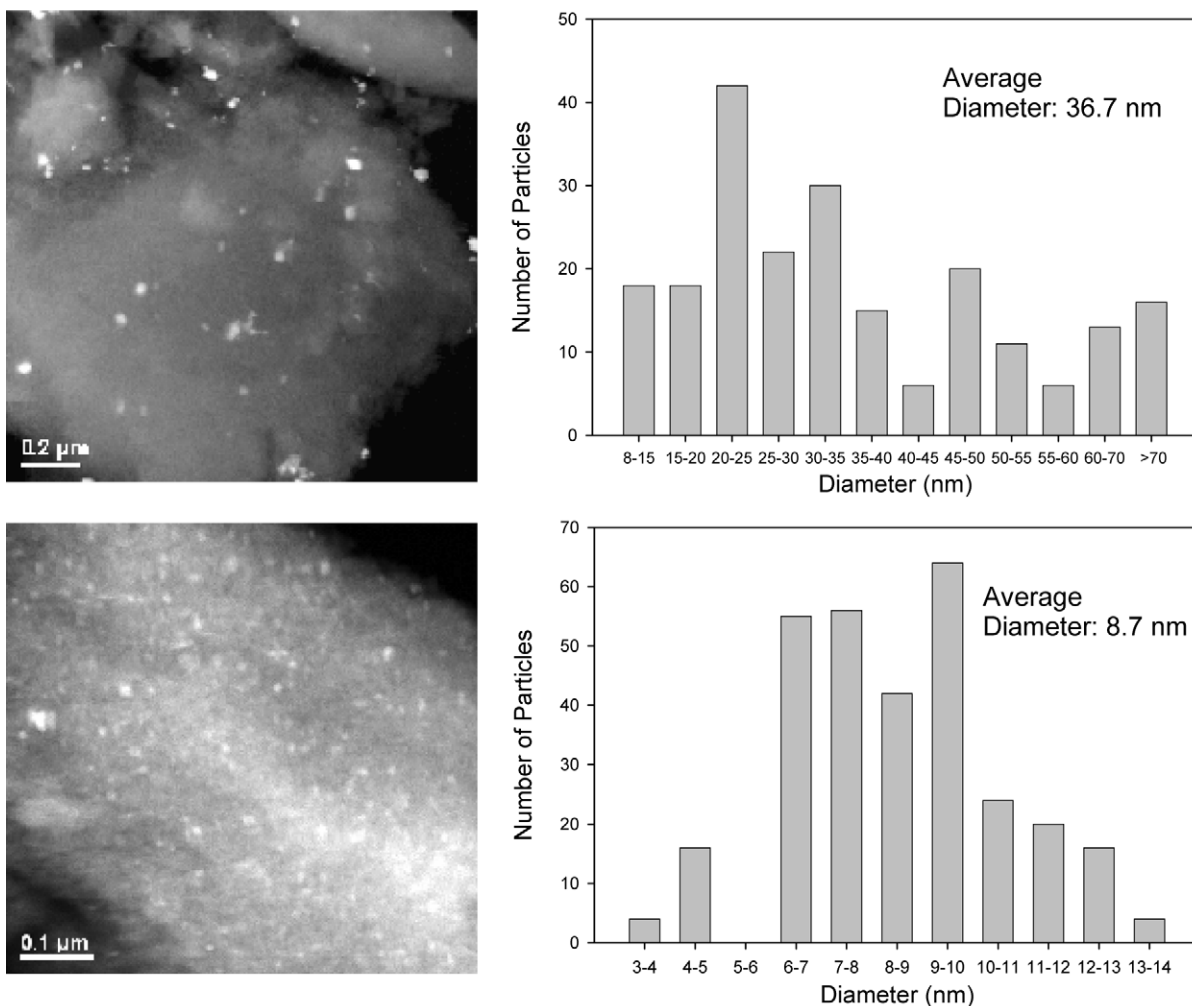 0.2 μm
50
40
30
20
10
0
Number of Particles
Average
Diameter: 36.7 nm
8-15 15-20 20-25 25-30 30-35 35-40 40-45 45-50 50-55 55-60 60-70 >70
Diameter (nm)
0.1 μm
70
60
50
40
30
20
10
0
Number of Particles
Average
Diameter: 8.7 nm
3-4 4-5 5-6 6-7 7-8 8-9 9-10 10-11 11-12 12-13 13-14
Diameter (nm)